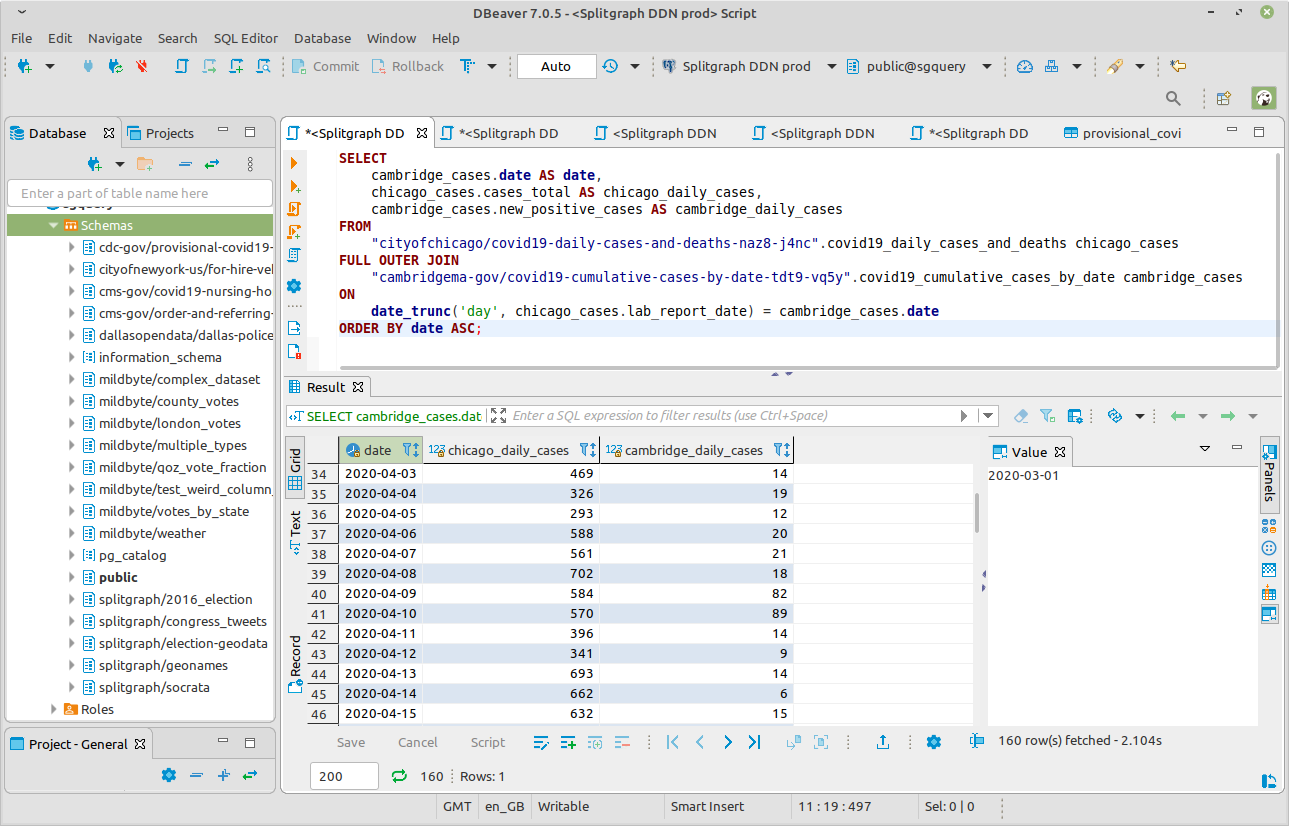 DBeaver 7.0.5 - <Splitgraph DDN prod> Script
File Edit Navigate Search SQL Editor Database Window Help
Commit Rollback Auto Splitgraph DDN prod public@sgquery
Database Projects
Enter a part of table name here
Schemas
cdc-gov/provisional-covid19-
cityofnewyork-us/for-hire-vel
cms-gov/covid19-nursing-ho
cms-gov/order-and-referring-
dallasopendata/dallas-police
information_schema
mildbyte/complex_dataset
mildbyte/county_votes
mildbyte/london_votes
mildbyte/multiple_types
mildbyte/qoz_vote_fraction
mildbyte/test_weird_column_
mildbyte/votes_by_state
mildbyte/weather
pg_catalog
public
splitgraph/2016_election
splitgraph/congress_tweets
splitgraph/election-geodata
splitgraph/geonames
splitgraph/socrata
Roles
Project - General
*<Splitgraph DD *<Splitgraph DD <Splitgraph DDN <Splitgraph DDN *<Splitgraph DD provisional_covi
SELECT
cambridge_cases.date AS date,
chicago_cases.cases_total AS chicago_daily_cases,
cambridge_cases.new_positive_cases AS cambridge_daily_cases
FROM
"cityofchicago/covid19-daily-cases-and-deaths-naz8-j4nc".covid19_daily_cases_and_deaths chicago_cases
FULL OUTER JOIN
"cambridgema-gov/covid19-cumulative-cases-by-date-tdt9-vq5y".covid19_cumulative_cases_by_date cambridge_cases
ON
date_trunc('day', chicago_cases.lab_report_date) = cambridge_cases.date
ORDER BY date ASC;
Result
SELECT cambridge_cases.dat Enter a SQL expression to filter results (use Ctrl+Space)
Grid
Text
Record
date 123 chicago_daily_cases 123 cambridge_daily_cases
34 2020-04-03 469 14
35 2020-04-04 326 19
36 2020-04-05 293 12
37 2020-04-06 588 20
38 2020-04-07 561 21
39 2020-04-08 702 18
40 2020-04-09 584 82
41 2020-04-10 570 89
42 2020-04-11 396 14
43 2020-04-12 341 9
44 2020-04-13 693 14
45 2020-04-14 662 6
46 2020-04-15 632 15
Value
2020-03-01
Panels
Save Cancel Script 160 row(s) fetched - 2.104s
200 160 Rows: 1
GMT en_GB Writable Smart Insert 11 : 19 : 497 Sel: 0 | 0